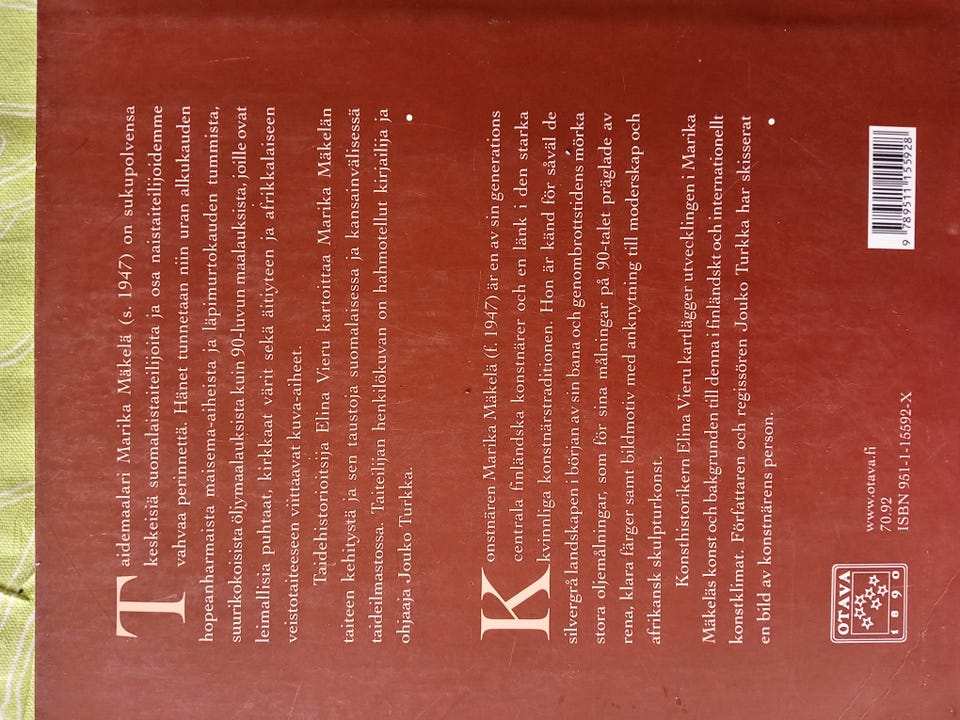 Taidemaalari Marika Mäkelä (s. 1947) on sukupolvensa
keskeisiä suomalaistaiteilijoita ja osa naistaiteilijoidemme
vahvaa perinnettä. Hänet tunnetaan niin uran alkukauden
hopeanharmaista maisema-aiheista ja läpimurtokauden tummista,
suurikokoisista öljymaalauksista kuin 90-luvun maalauksista, joille ovat
leimallisia puhtaat, kirkkaat värit sekä äitiyteen ja afrikkalaiseen
veistotaiteeseen viittaavat kuva-aiheet.
Taidehistorioitsija Elina Vieru kartoittaa Marika Mäkelän
taiteen kehitystä ja sen taustoja suomalaisessa ja kansainvälisessä
taideilmastossa. Taiteilijan henkilökuvan on hahmotellut kirjailija ja
ohjaaja Jouko Turkka.
•
Konstnären Marika Mäkelä (f. 1947) är en av sin generations
centrala finländska konstnärer och en länk i den starka
kvinnliga konstnärstraditionen. Hon är känd för såväl de
silvergrå landskapen i början av sin bana och genombrottstidens mörka
stora oljemålningar, som för sina målningar på 90-talet präglade av
rena, klara färger samt bildmotiv med anknytning till moderskap och
afrikansk skulpturkonst.
Konsthistorikern Elina Vieru kartlägger utvecklingen i Marika
Mäkeläs konst och bakgrunden till denna i finländskt och internationellt
konstklimat. Författaren och regissören Jouko Turkka har skisserat
en bild av konstnärens person.
•
OTAVA
1890
www.otava.fi
70.92
ISBN 951-1-15592-X
9 789511 155928